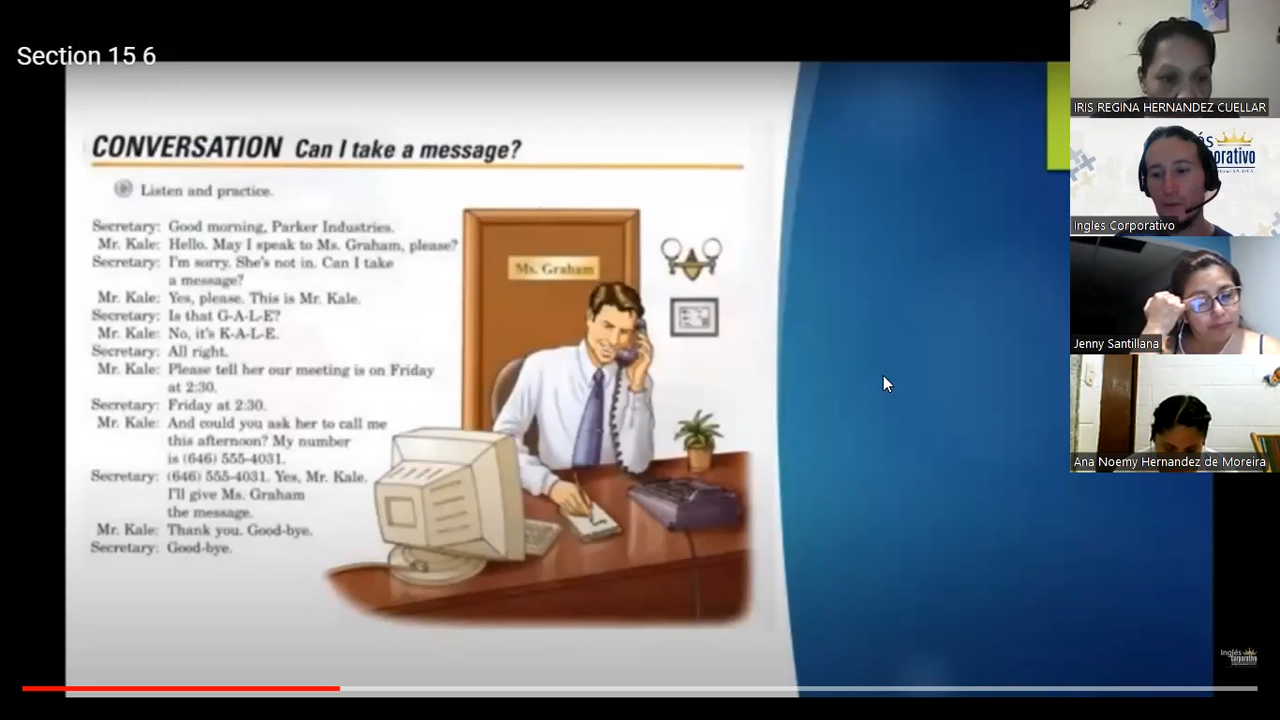 Section 15 6
CONVERSATION Can I take a message?
Listen and practice.
Secretary: Good morning, Parker Industries.
Mr. Kale: Hello. May I speak to Ms. Graham, please?
Secretary: I'm sorry. She's not in. Can I take
a message?
Mr. Kale: Yes, please. This is Mr. Kale.
Secretary: Is that G-A-L-E?
Mr. Kale: No, it's K-A-L-E.
Secretary: All right.
Mr. Kale: Please tell her our meeting is on Friday
at 2:30.
Secretary: Friday at 2:30.
Mr. Kale: And could you ask her to call me
this afternoon? My number
is (646) 555-4031.
Secretary: (646) 555-4031. Yes, Mr. Kale.
I'll give Ms. Graham
the message.
Mr. Kale: Thank you. Good-bye.
Secretary: Good-bye.
Ms. Graham
IRIS REGINA HERNANDEZ CUELLAR
Ingles Corporativo
Jenny Santillana
Ana Noemy Hernandez de Moreira
Inglés
Corporativo